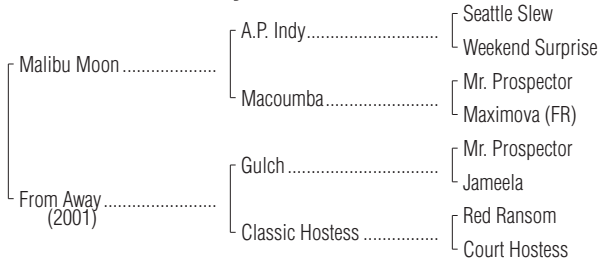 Seattle Slew
A.P. Indy..............................
Weekend Surprise
Malibu Moon .....................
Mr. Prospector
Macoumba...........................
Maximova (FR)
Mr. Prospector
Gulch ..................................
Jameela
From Away.........................
(2001)
Red Ransom
Classic Hostess .................
Court Hostess